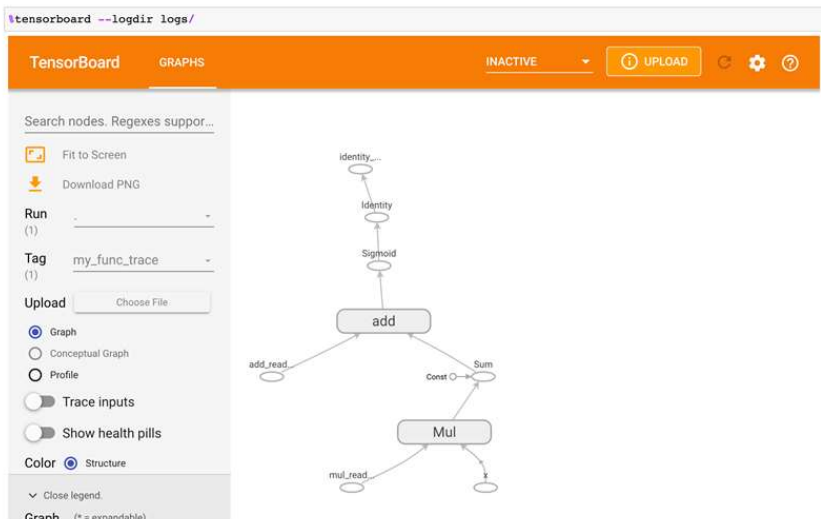 %tensorboard --logdir logs/
TensorBoard GRAPHS INACTIVE UPLOAD
Search nodes. Regexes suppor...
Fit to Screen
Download PNG
Run .
(1)
Tag my_func_trace
(1)
Upload Choose File
Graph
Conceptual Graph
Profile
Trace inputs
Show health pills
Color Structure
Close legend.
Graph (* = expandable)
identity_...
Identity
Sigmoid
add
add_read...
Sum
Const
Mul
mul_read...
x